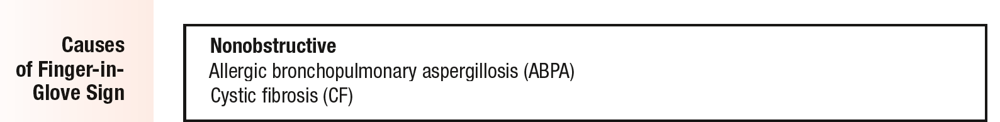 Causes
of Finger-in-
Glove Sign
Nonobstructive
Allergic bronchopulmonary aspergillosis (ABPA)
Cystic fibrosis (CF)